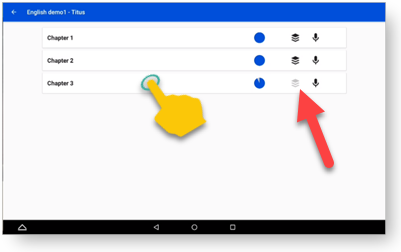 English demo1 - Titus
Chapter 1
Chapter 2
Chapter 3